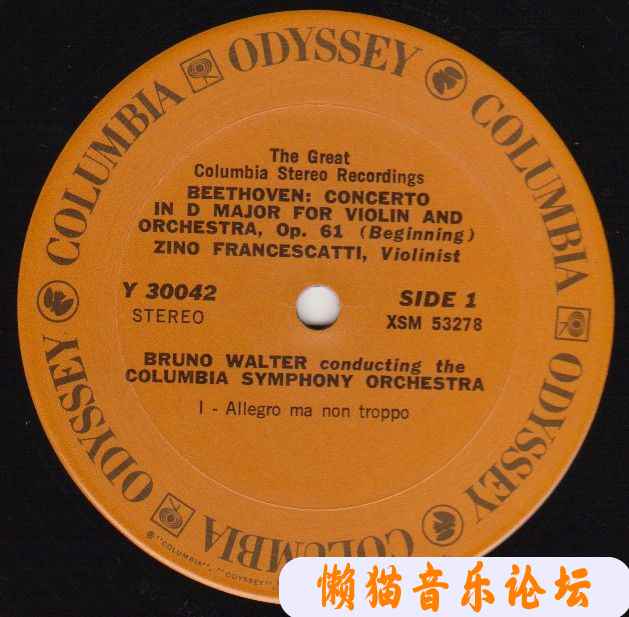 COLUMBIA ODYSSEY COLUMBIA ODYSSEY COLUMBIA ODYSSEY
The Great
Columbia Stereo Recordings
BEETHOVEN: CONCERTO
IN D MAJOR FOR VIOLIN AND
ORCHESTRA, Op. 61 (Beginning)
ZINO FRANCESCATTI, Violinist
Y 30042
STEREO
SIDE 1
XSM 53278
BRUNO WALTER conducting the
COLUMBIA SYMPHONY ORCHESTRA
I - Allegro ma non troppo
® "COLUMBIA", "ODYSSEY"
懒猫音乐论坛